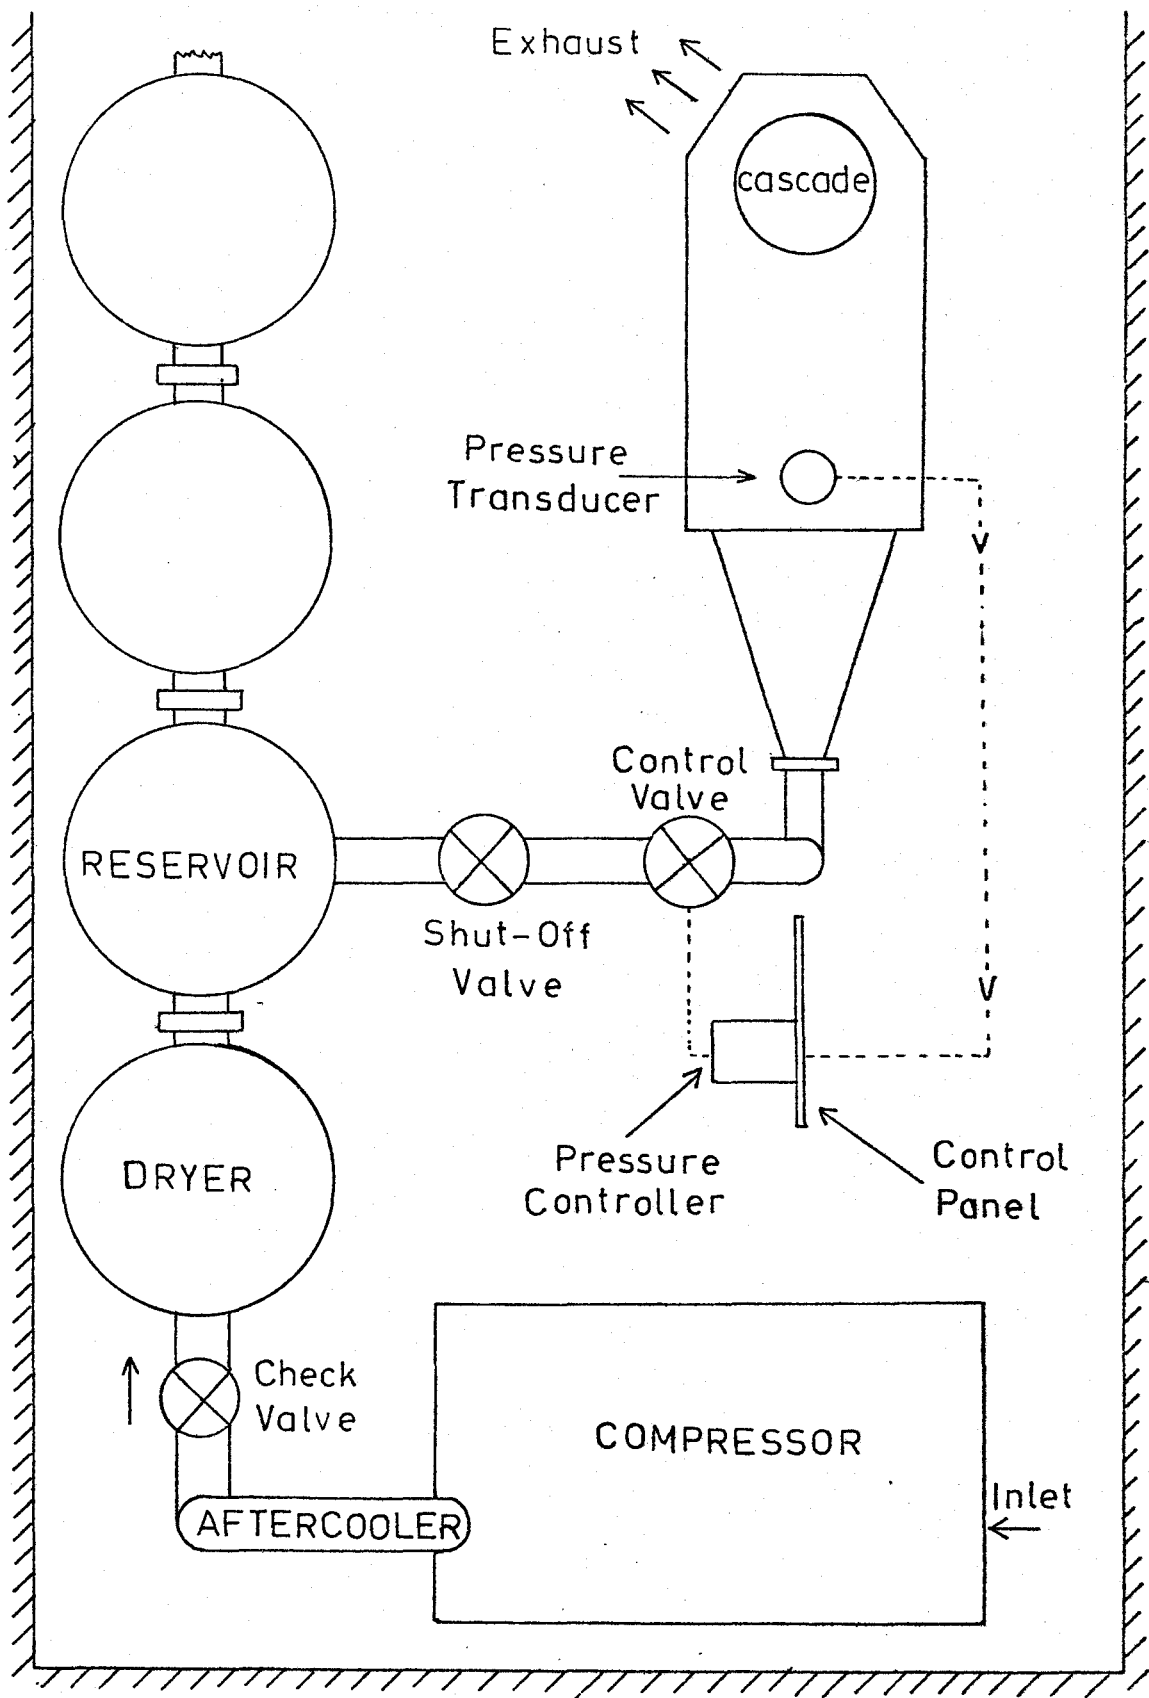 Exhaust
cascade
Pressure
Transducer
Control
Valve
RESERVOIR
Shut-Off
Valve
Pressure
Controller
Control
Panel
DRYER
Check
Valve
COMPRESSOR
Inlet
AFTERCOOLER